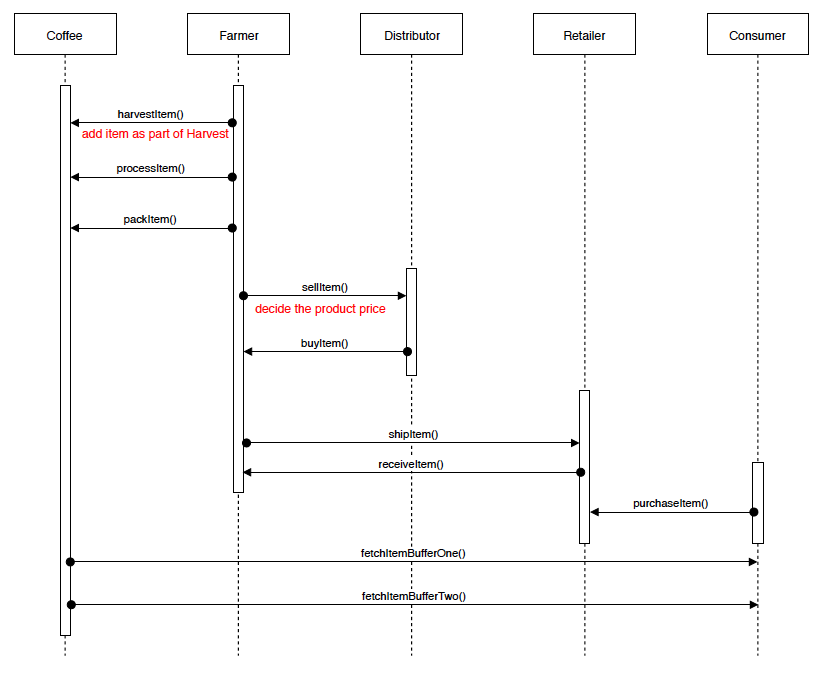 Coffee
Farmer
Distributor
Retailer
Consumer
harvestItem()
add item as part of Harvest
processItem()
packItem()
sellItem()
decide the product price
buyItem()
shipItem()
receiveItem()
purchaseItem()
fetchItemBufferOne()
fetchItemBufferTwo()